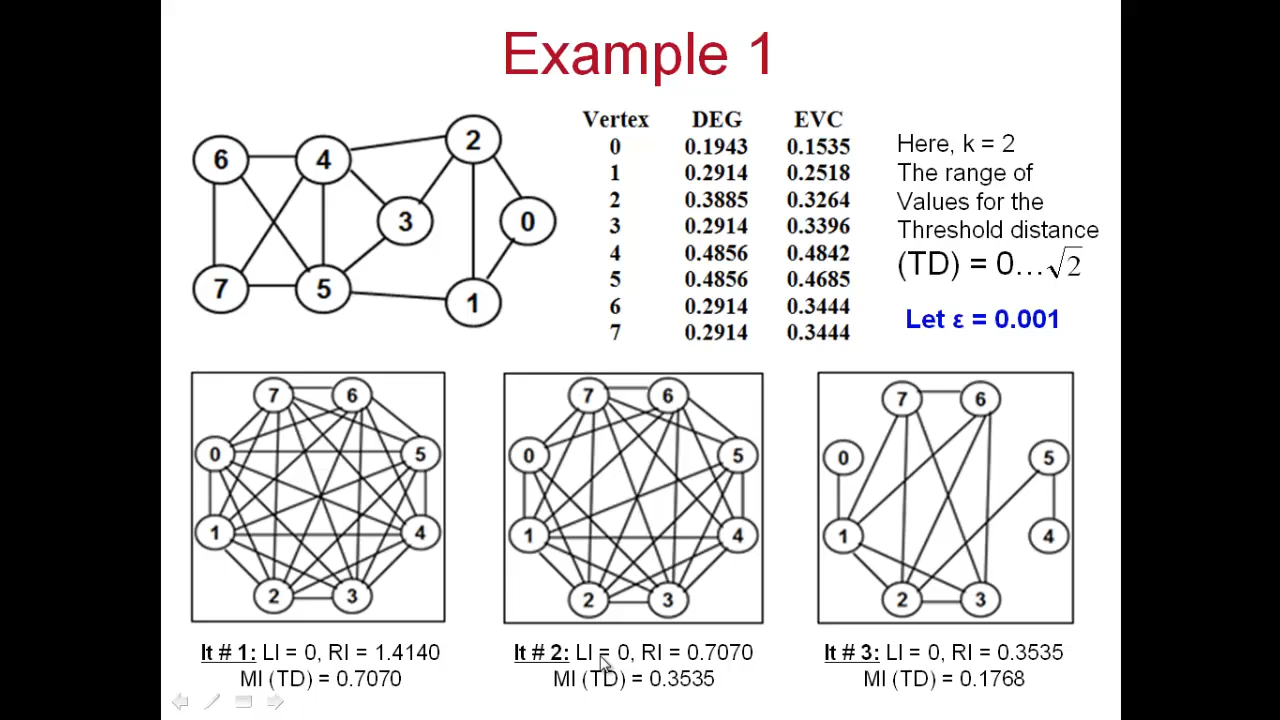 Example 1
6 4 2
3 0
7 5 1
Vertex DEG EVC
0 0.1943 0.1535
1 0.2914 0.2518
2 0.3885 0.3264
3 0.2914 0.3396
4 0.4856 0.4842
5 0.4856 0.4685
6 0.2914 0.3444
7 0.2914 0.3444
Here, k = 2
The range of
Values for the
Threshold distance
(TD) = 0…√2
Let ε = 0.001
7 6
0 5
1 4
2 3
It # 1: LI = 0, RI = 1.4140
MI (TD) = 0.7070
7 6
0 5
1 4
2 3
It # 2: LI = 0, RI = 0.7070
MI (TD) = 0.3535
7 6
0 5
1 4
2 3
It # 3: LI = 0, RI = 0.3535
MI (TD) = 0.1768